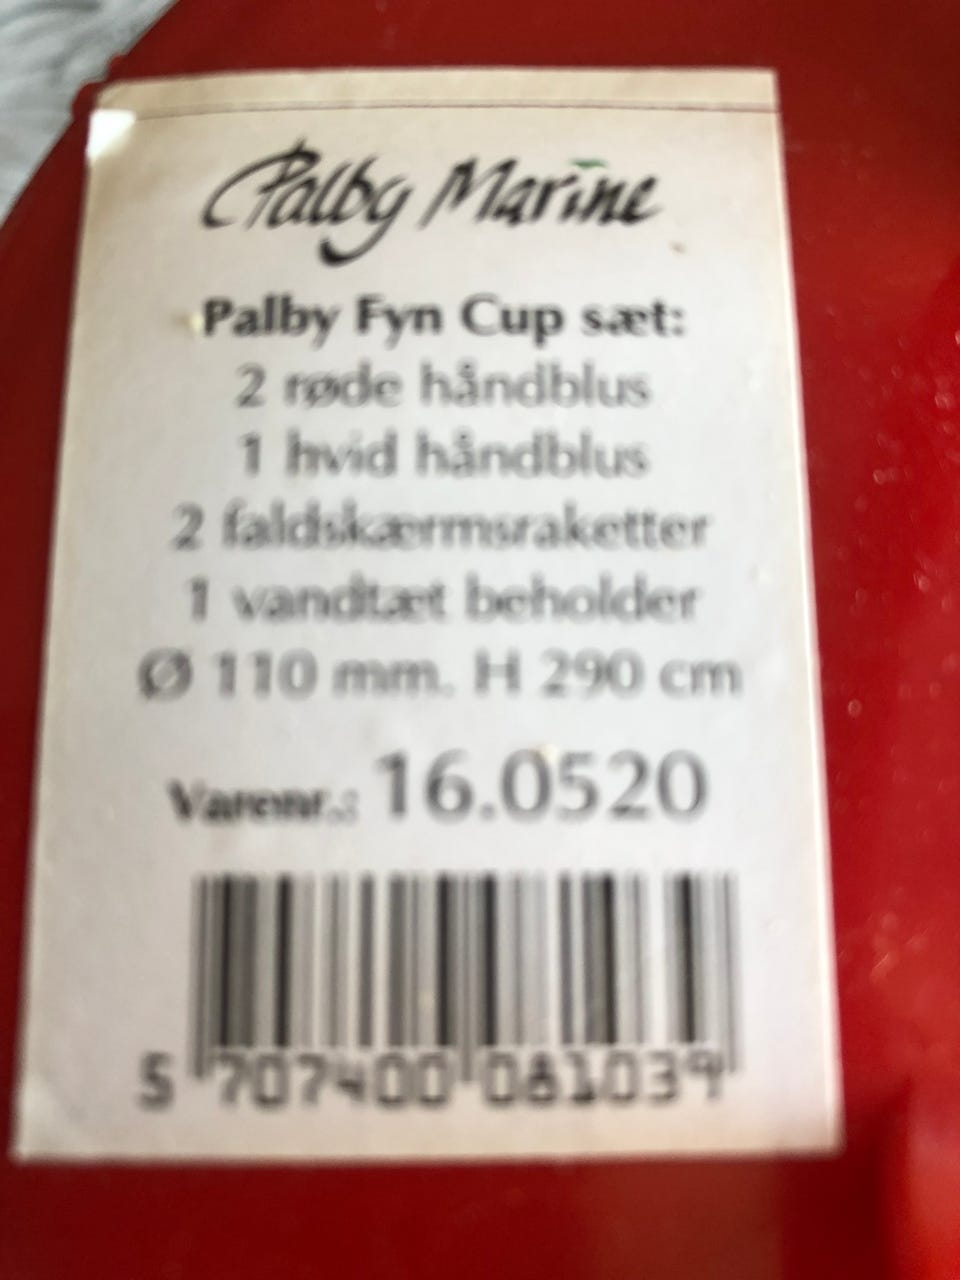 Palby Marine
Palby Fyn Cup sæt:
2 røde håndblus
1 hvid håndblus
2 faldskærmsraketter
1 vandtæt beholder
Ø 110 mm. H 290 cm
Varenr.: 16.0520
5 707400 081039